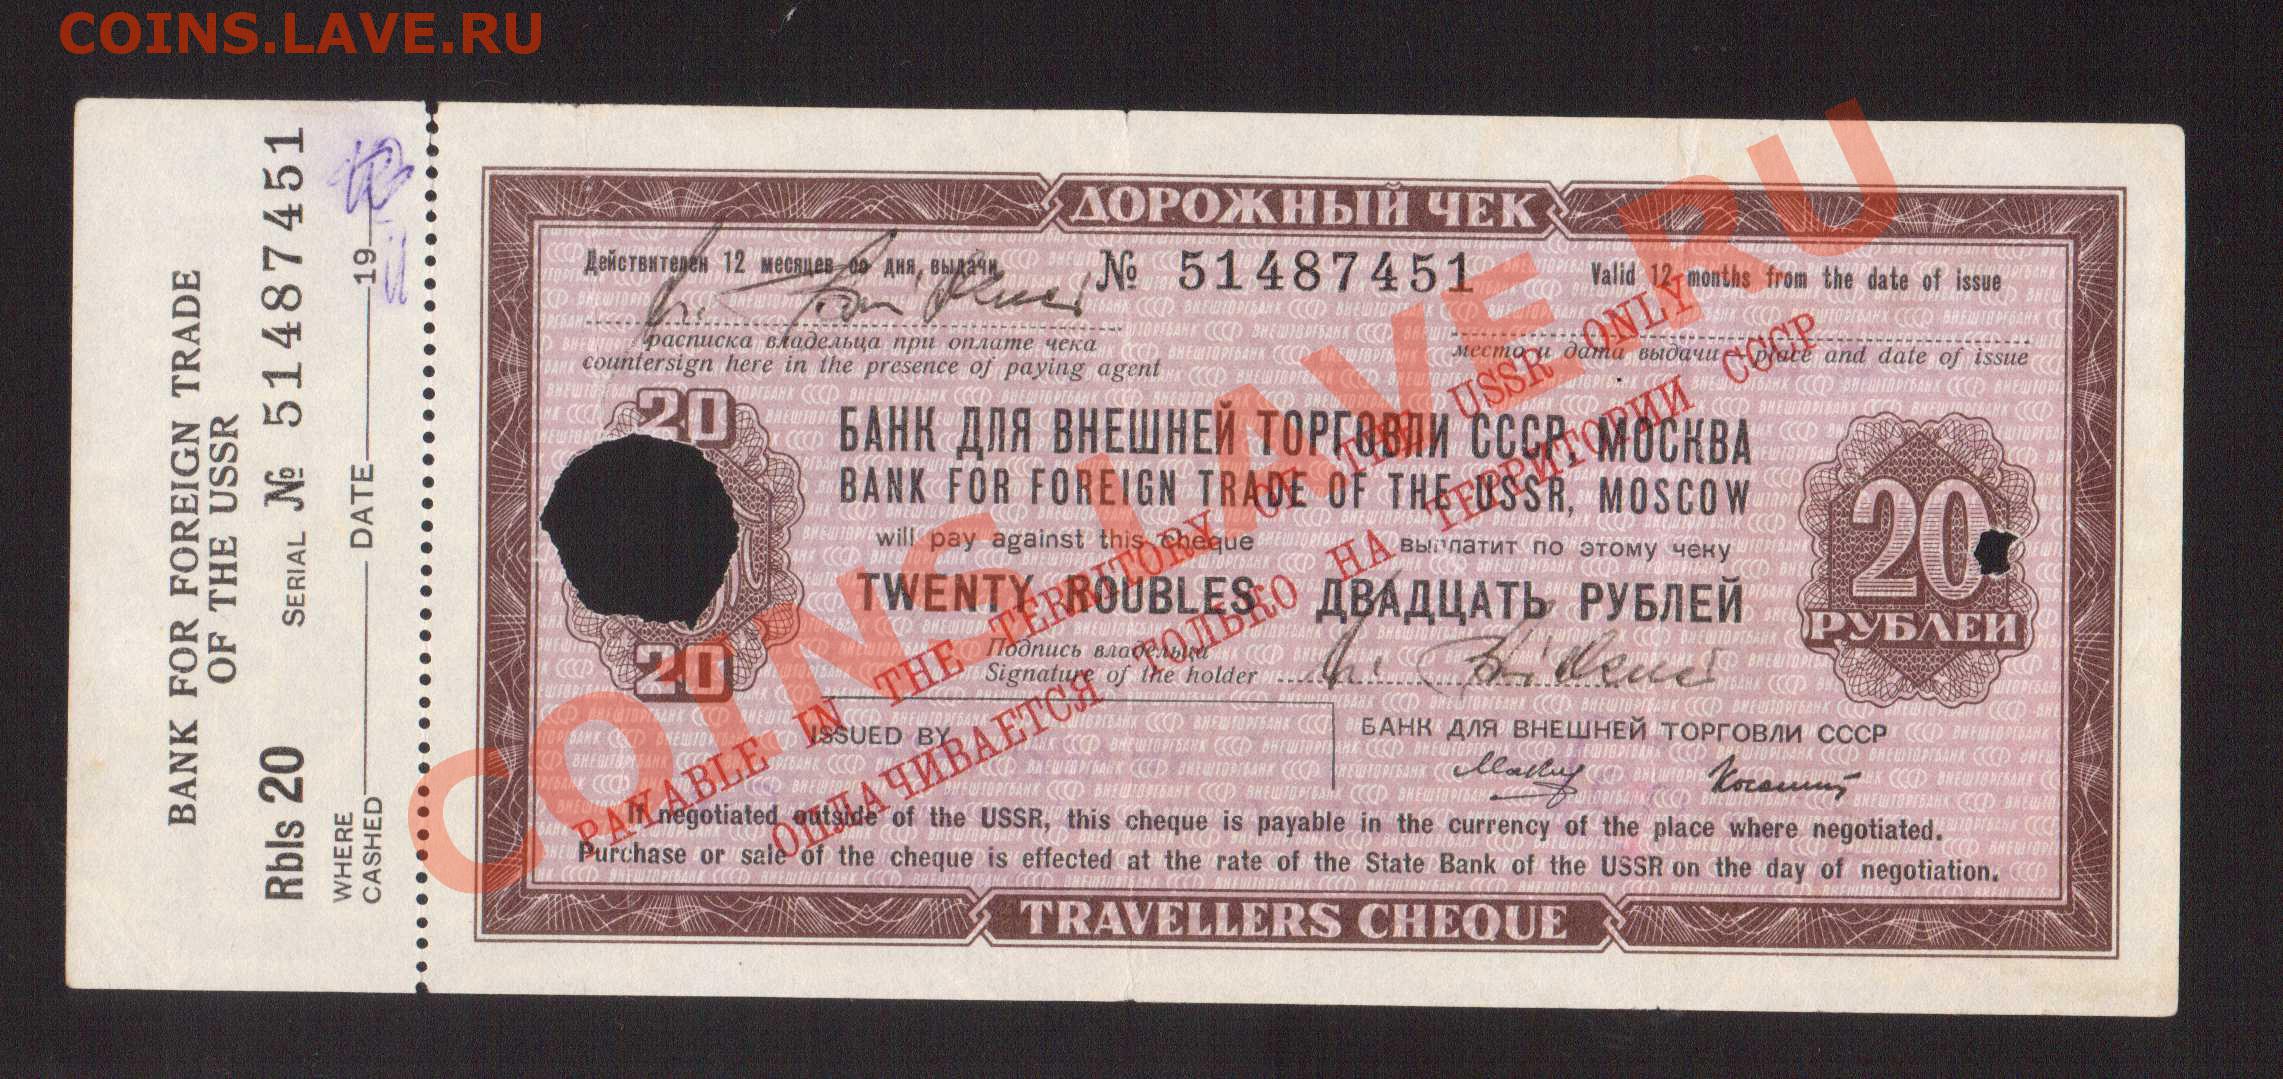 COINS.LAVE.RU
BANK FOR FOREIGN TRADE
OF THE USSR
SERIAL № 51487451
Rbls 20
WHERE
CASHED
DATE
19
ДОРОЖНЫЙ ЧЕК
Действителен 12 месяцев со дня, выдачи
№ 51487451
Valid 12 months from the date of issue
расписка владельца при оплате чека
countersign here in the presence of paying agent
место и дата выдачи - place and date of issue
20
БАНК ДЛЯ ВНЕШНЕЙ ТОРГОВЛИ СССР, МОСКВА
BANK FOR FOREIGN TRADE OF THE USSR, MOSCOW
will pay against this cheque
выплатит по этому чеку
TWENTY ROUBLES
ДВАДЦАТЬ РУБЛЕЙ
20
РУБЛЕЙ
20
Подпись владельца
Signature of the holder
ISSUED BY
БАНК ДЛЯ ВНЕШНЕЙ ТОРГОВЛИ СССР
If negotiated outside of the USSR, this cheque is payable in the currency of the place where negotiated.
Purchase or sale of the cheque is effected at the rate of the State Bank of the USSR on the day of negotiation.
TRAVELLERS CHEQUE
PAYABLE IN THE TERRITORY OF THE USSR ONLY
ОПЛАЧИВАЕТСЯ ТОЛЬКО НА ТЕРРИТОРИИ СССР
COINS.LAVE.RU